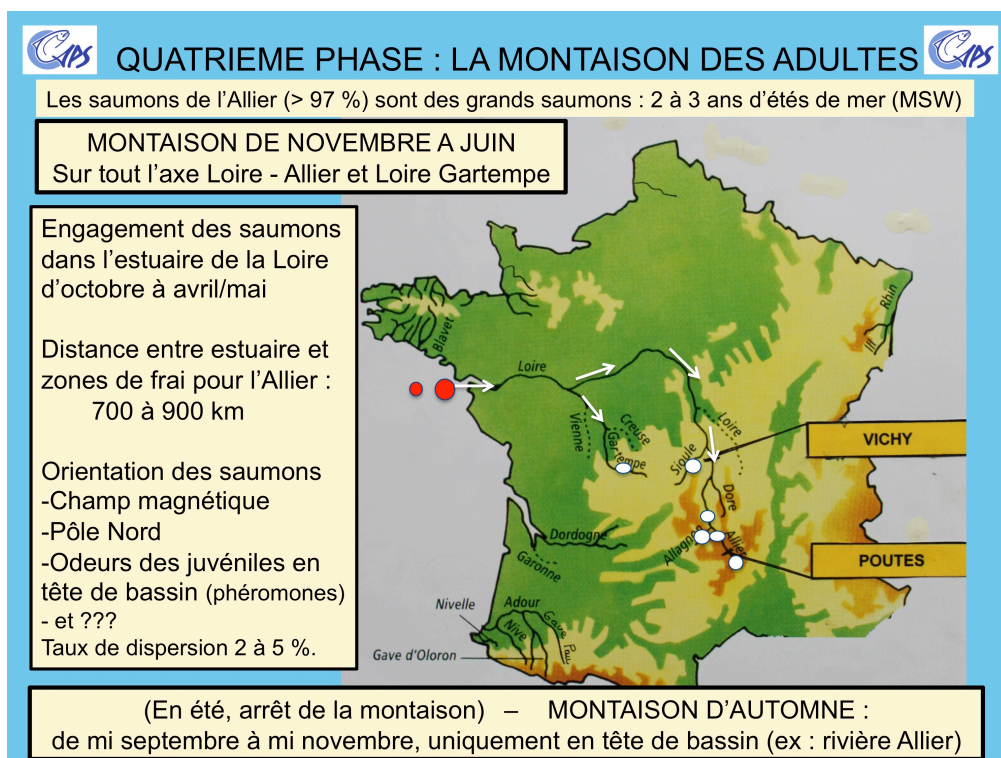 CAPS
QUATRIEME PHASE : LA MONTAISON DES ADULTES
CAPS
Les saumons de l'Allier (> 97 %) sont des grands saumons : 2 à 3 ans d'étés de mer (MSW)
MONTAISON DE NOVEMBRE A JUIN
Sur tout l'axe Loire - Allier et Loire Gartempe
Engagement des saumons
dans l'estuaire de la Loire
d'octobre à avril/mai
Distance entre estuaire et
zones de frai pour l'Allier :
700 à 900 km
Orientation des saumons
-Champ magnétique
-Pôle Nord
-Odeurs des juvéniles en
tête de bassin (phéromones)
- et ???
Taux de dispersion 2 à 5 %.
Blavet
Rhin
Ill
Loire
Vienne
Creuse
Gartempe
Loire
Sioule
VICHY
Dore
Allagnon
Allier
POUTES
Dordogne
Garonne
Nivelle
Adour
Nive
Gave Pau
Gave d'Oloron
(En été, arrêt de la montaison) – MONTAISON D'AUTOMNE :
de mi septembre à mi novembre, uniquement en tête de bassin (ex : rivière Allier)